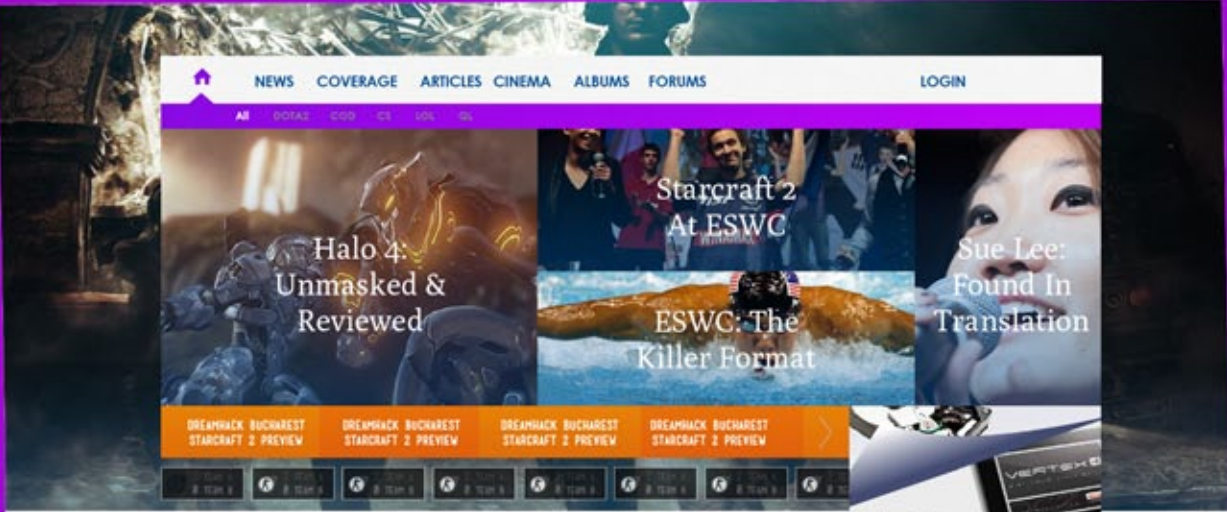 NEWS COVERAGE ARTICLES CINEMA ALBUMS FORUMS LOGIN
All DOTA2 COD CS LOL QL
Halo 4:
Unmasked &
Reviewed
Starcraft 2
At ESWC
ESWC: The
Killer Format
Sue Lee:
Found In
Translation
DREAMHACK BUCHAREST DREAMHACK BUCHAREST DREAMHACK BUCHAREST DREAMHACK BUCHAREST
STARCRAFT 2 PREVIEW STARCRAFT 2 PREVIEW STARCRAFT 2 PREVIEW STARCRAFT 2 PREVIEW
VERTEX